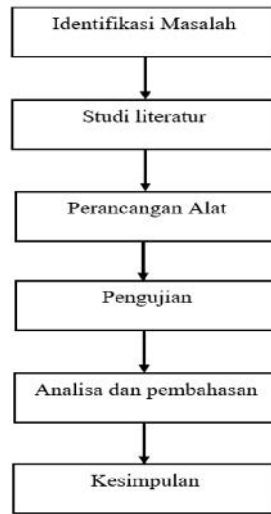 Identifikasi Masalah
Studi literatur
Perancangan Alat
Pengujian
Analisa dan pembahasan
Kesimpulan